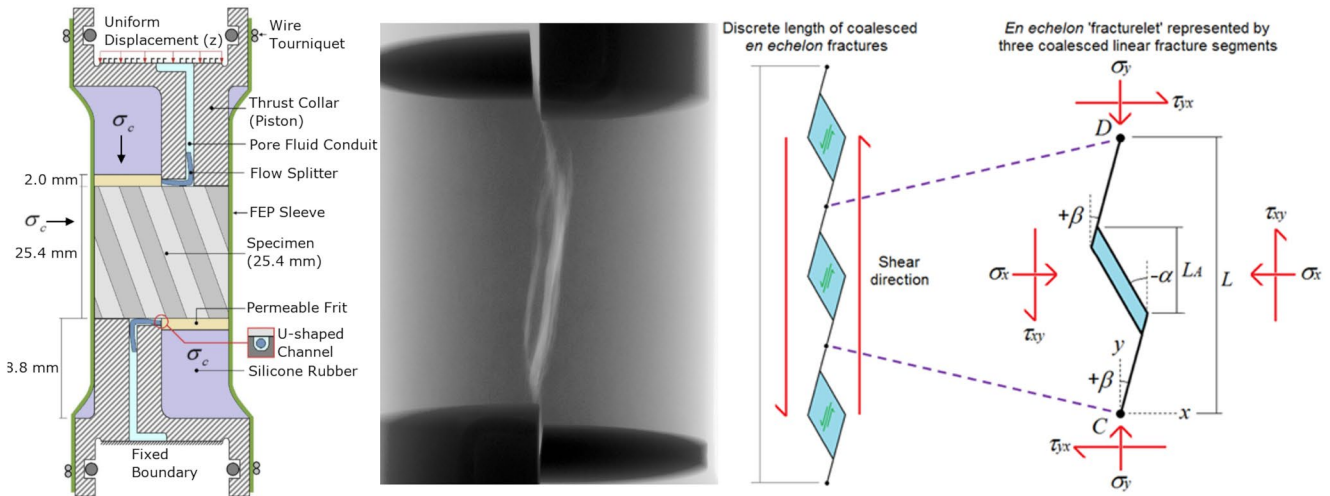 Uniform
Displacement (z)
Wire
Tourniquet
Thrust Collar
(Piston)
σc
Pore Fluid Conduit
Flow Splitter
2.0 mm
FEP Sleeve
σc
25.4 mm
Specimen
(25.4 mm)
Permeable Frit
U-shaped
Channel
σc
3.8 mm
Silicone Rubber
Fixed
Boundary
Discrete length of coalesced
en echelon fractures
Shear
direction
En echelon 'fracturelet' represented by
three coalesced linear fracture segments
σy
τyx
D
+β
τxy
-α
LA
L
σx
σx
τxy
y
+β
C
x
τyx
σy